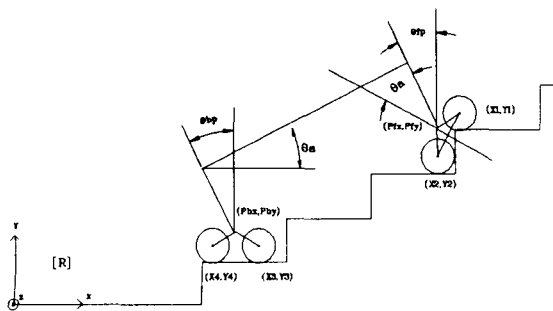 θfp
θa
(X1,Y1)
(Pfx,Pfy)
θbp
θa
(X2,Y2)
(Pbx,Pby)
Y
[R]
(X4,Y4)
(X3,Y3)
Z
X